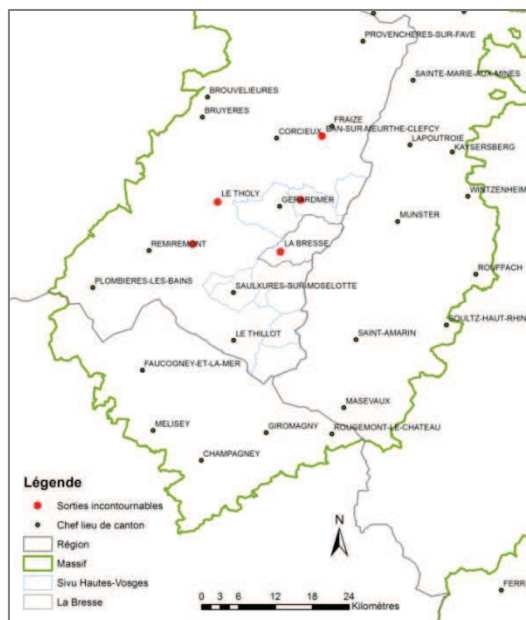 PROVENCHERES-SUR-FAVE
SAINTE-MARIE-AUX-MINES
BROUVELIEURES
BRUYERES
FRAIZE
BAN-SUR-MEURTHE-CLEFCY
CORCIEUX
LAPOUTROIE
KAYSERSBERG
LE THOLY
GERARDMER
WINTZENHEIM
MUNSTER
REMIREMONT
LA BRESSE
ROUFFACH
PLOMBIERES-LES-BAINS
SAULXURES-SUR-MOSELOTTE
SOULTZ-HAUT-RHIN
LE THILLOT
SAINT-AMARIN
FAUCOGNEY-ET-LA-MER
MASEVAUX
MELISEY
GIROMAGNY
ROUGEMONT-LE-CHATEAU
CHAMPAGNEY
Légende
Sorties incontournables
Chef lieu de canton
Région
Massif
Sivu Hautes-Vosges
La Bresse
N
0 3 6 12 18 24
Kilomètres
FERR